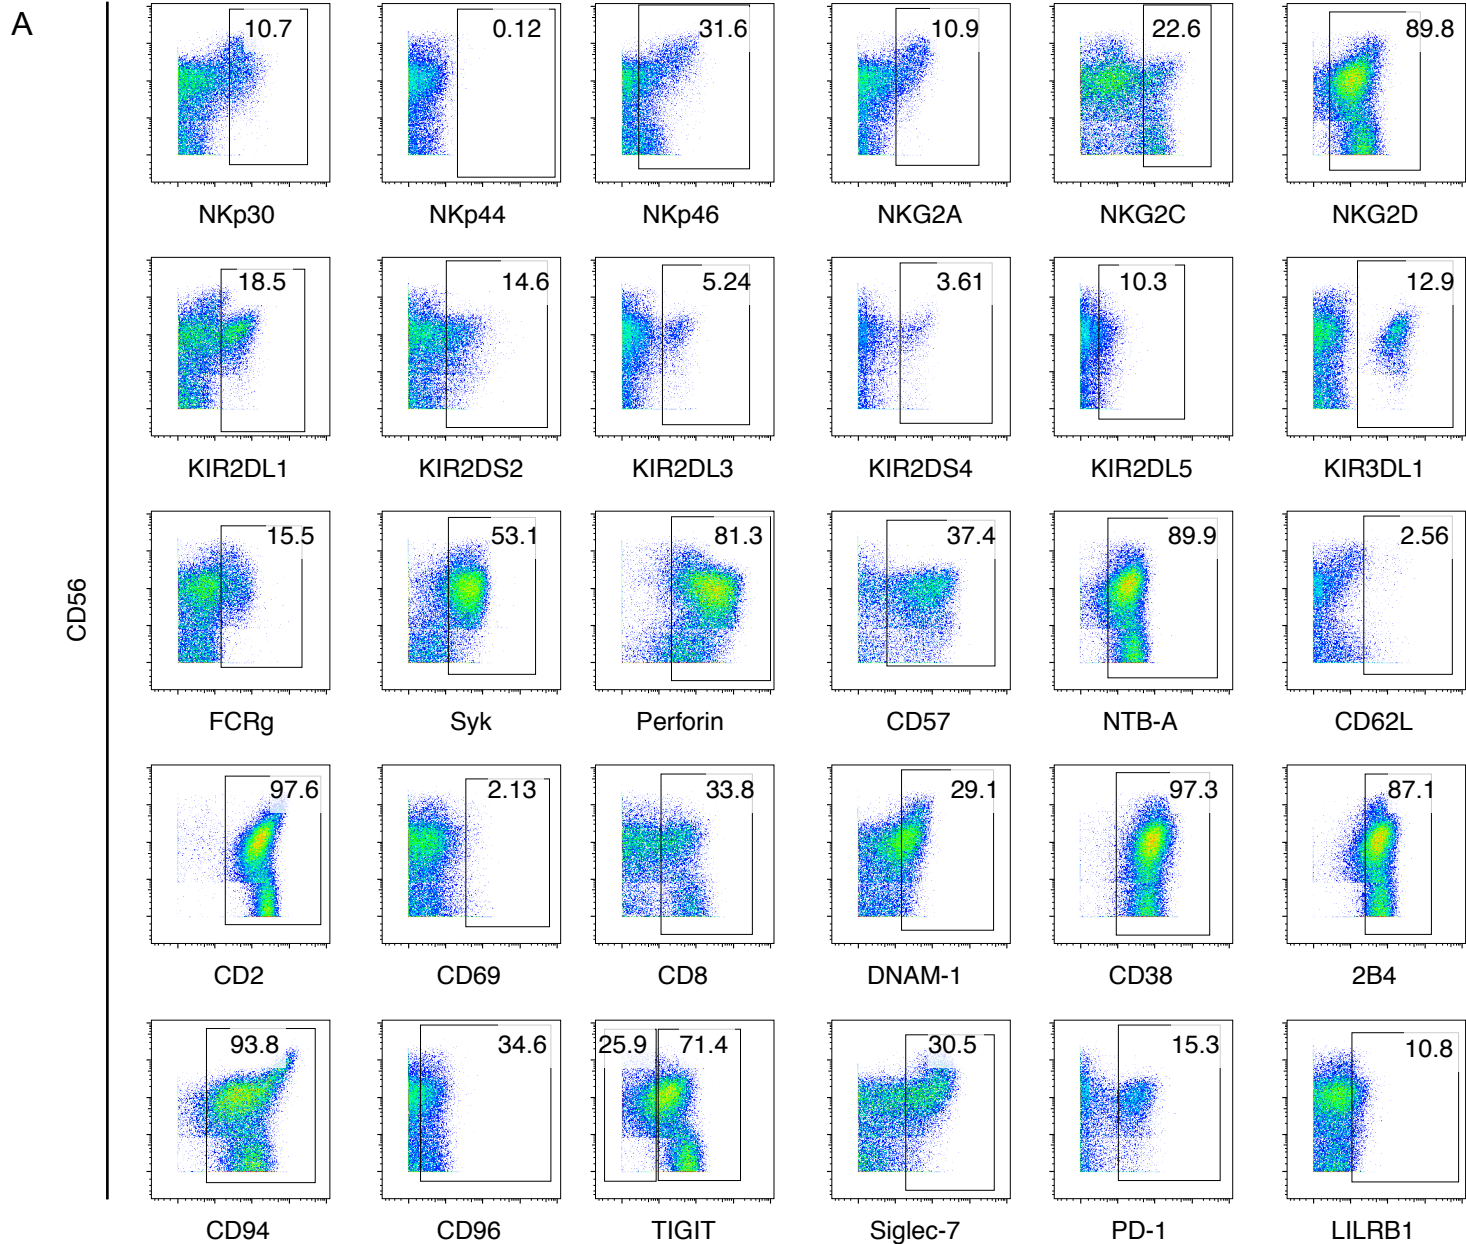 A
10.7 0.12 31.6 10.9 22.6 89.8
NKp30 NKp44 NKp46 NKG2A NKG2C NKG2D
18.5 14.6 5.24 3.61 10.3 12.9
KIR2DL1 KIR2DS2 KIR2DL3 KIR2DS4 KIR2DL5 KIR3DL1
15.5 53.1 81.3 37.4 89.9 2.56
CD56
FCRg Syk Perforin CD57 NTB-A CD62L
97.6 2.13 33.8 29.1 97.3 87.1
CD2 CD69 CD8 DNAM-1 CD38 2B4
93.8 34.6 25.9 71.4 30.5 15.3 10.8
CD94 CD96 TIGIT Siglec-7 PD-1 LILRB1